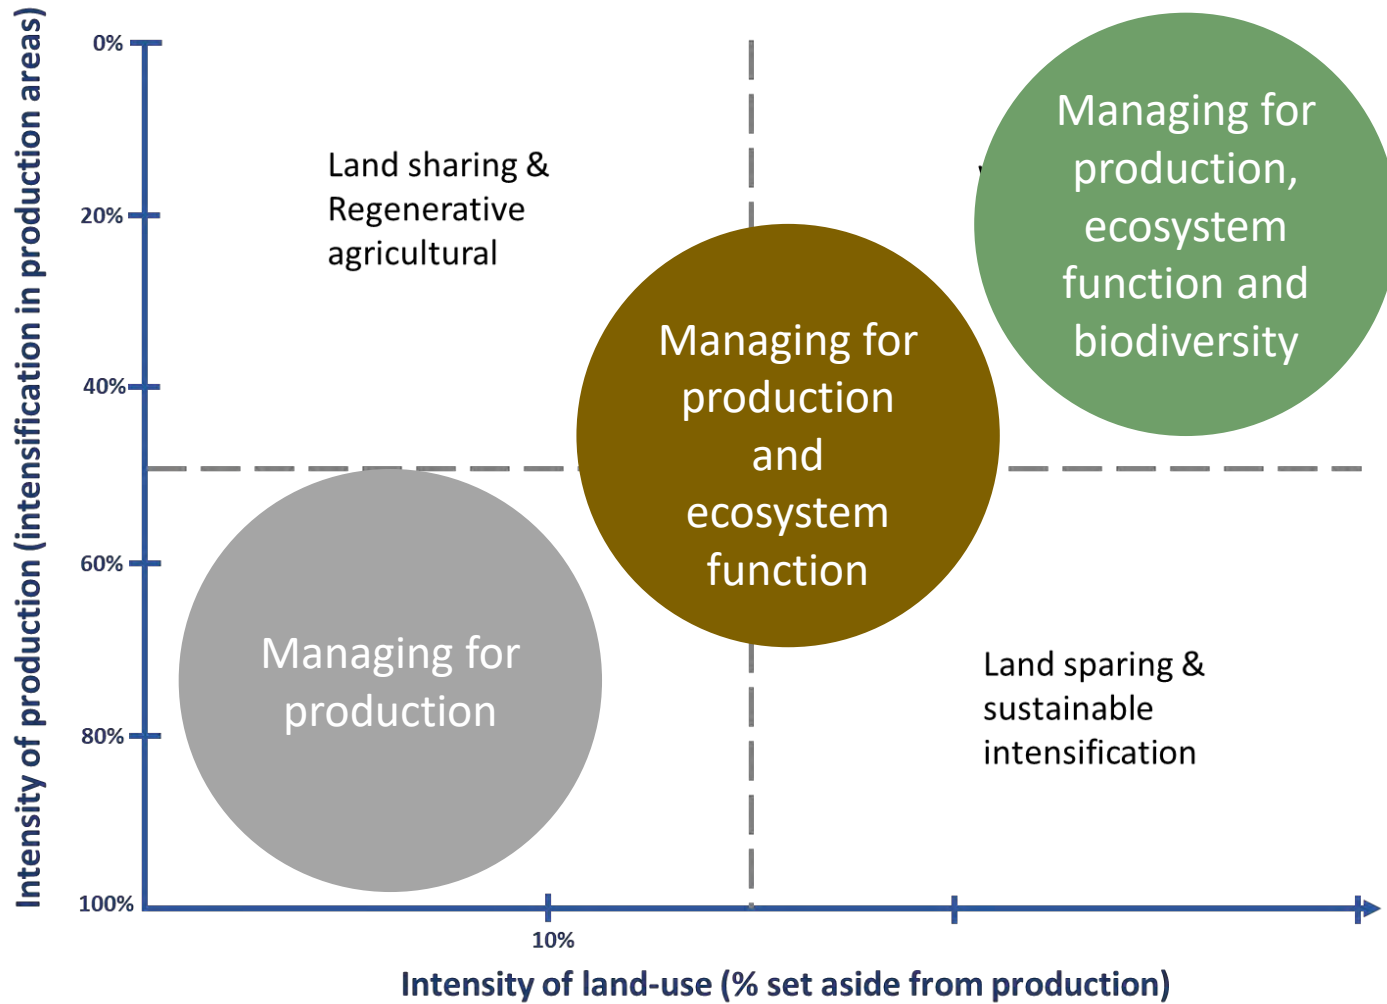 Intensity of production (intensification in production areas)
0%
20%
40%
60%
80%
100%
Land sharing &
Regenerative
agricultural
Managing for
production,
ecosystem
function and
biodiversity
Managing for
production
and
ecosystem
function
Managing for
production
Land sparing &
sustainable
intensification
10%
Intensity of land-use (% set aside from production)